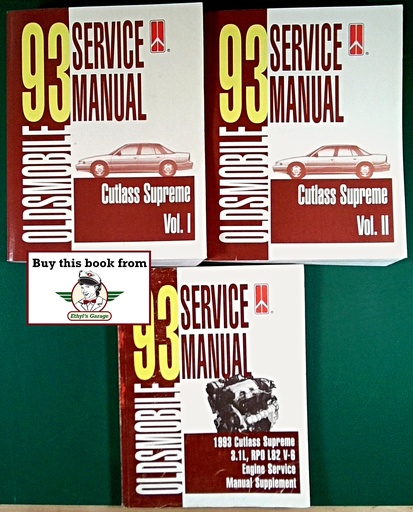 OLDSMOBILE
93
SERVICE
MANUAL
®
Cutlass Supreme
Vol. I
OLDSMOBILE
93
SERVICE
MANUAL
®
Cutlass Supreme
Vol. II
Buy this book from
Ethyl's Garage
OLDSMOBILE
93
SERVICE
MANUAL
®
1993 Cutlass Supreme
3.1L, RPO L82 V-6
Engine Service
Manual Supplement